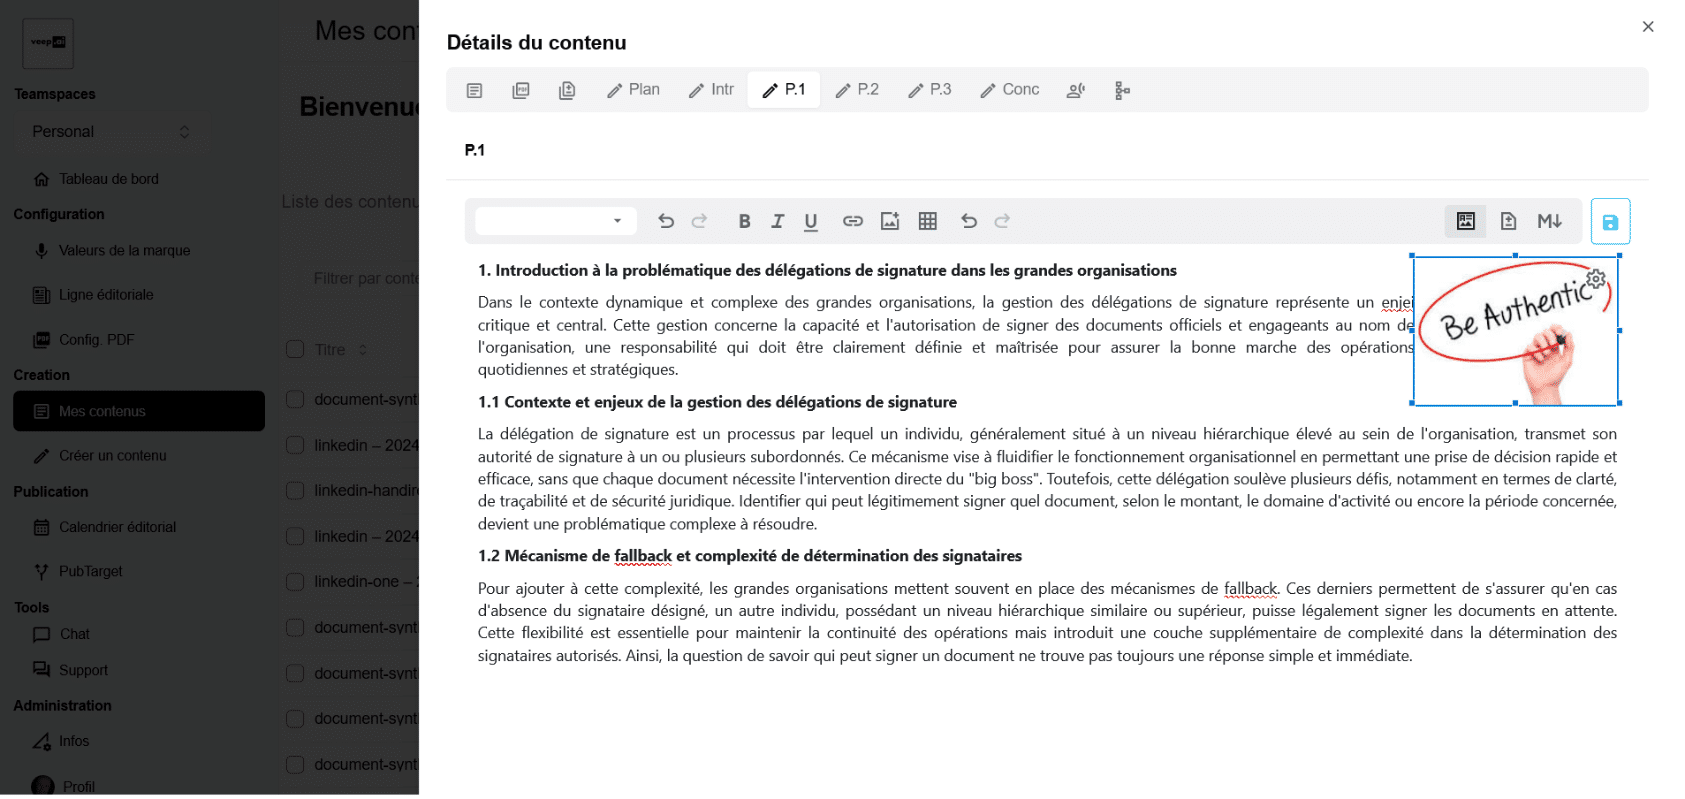 Mes con
Détails du contenu
veep.ai
Teamspaces
Personal
Tableau de bord
Configuration
Valeurs de la marque
Ligne éditoriale
Config. PDF
Creation
Mes contenus
Créer un contenu
Publication
Calendrier éditorial
PubTarget
Tools
Chat
Support
Administration
Infos
Profil
Bienvenue
Liste des contenu
Filtrer par conte
Titre
document-synt
linkedin – 2024
linkedin-handir
linkedin – 2024
linkedin-one – 2
document-synt
document-synt
document-synt
document-synt
PDF
Plan
Intr
P.1
P.2
P.3
Conc
P.1
B I U
M↓
1. Introduction à la problématique des délégations de signature dans les grandes organisations
Dans le contexte dynamique et complexe des grandes organisations, la gestion des délégations de signature représente un enjei
critique et central. Cette gestion concerne la capacité et l'autorisation de signer des documents officiels et engageants au nom de
l'organisation, une responsabilité qui doit être clairement définie et maîtrisée pour assurer la bonne marche des opérations
quotidiennes et stratégiques.
Be Authentic
1.1 Contexte et enjeux de la gestion des délégations de signature
La délégation de signature est un processus par lequel un individu, généralement situé à un niveau hiérarchique élevé au sein de l'organisation, transmet son
autorité de signature à un ou plusieurs subordonnés. Ce mécanisme vise à fluidifier le fonctionnement organisationnel en permettant une prise de décision rapide et
efficace, sans que chaque document nécessite l'intervention directe du "big boss". Toutefois, cette délégation soulève plusieurs défis, notamment en termes de clarté,
de traçabilité et de sécurité juridique. Identifier qui peut légitimement signer quel document, selon le montant, le domaine d'activité ou encore la période concernée,
devient une problématique complexe à résoudre.
1.2 Mécanisme de fallback et complexité de détermination des signataires
Pour ajouter à cette complexité, les grandes organisations mettent souvent en place des mécanismes de fallback. Ces derniers permettent de s'assurer qu'en cas
d'absence du signataire désigné, un autre individu, possédant un niveau hiérarchique similaire ou supérieur, puisse légalement signer les documents en attente.
Cette flexibilité est essentielle pour maintenir la continuité des opérations mais introduit une couche supplémentaire de complexité dans la détermination des
signataires autorisés. Ainsi, la question de savoir qui peut signer un document ne trouve pas toujours une réponse simple et immédiate.